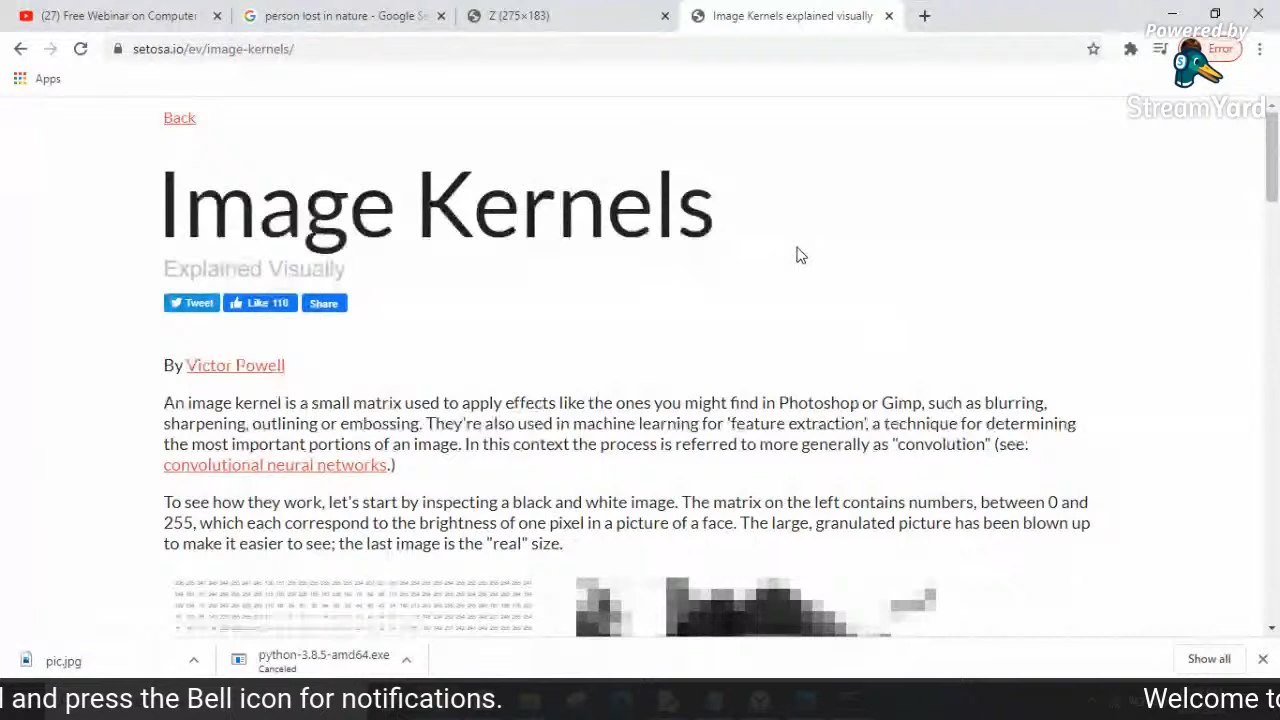 (27) Free Webinar on Computer
person lost in nature - Google Se
Z (275×183)
Image Kernels explained visually
Powered by
setosa.io/ev/image-kernels/
Error
StreamYard
Apps
Back
Image Kernels
Explained Visually
Tweet
Like 110
Share
By Victor Powell
An image kernel is a small matrix used to apply effects like the ones you might find in Photoshop or Gimp, such as blurring,
sharpening, outlining or embossing. They're also used in machine learning for 'feature extraction', a technique for determining
the most important portions of an image. In this context the process is referred to more generally as "convolution" (see:
convolutional neural networks.)
To see how they work, let's start by inspecting a black and white image. The matrix on the left contains numbers, between 0 and
255, which each correspond to the brightness of one pixel in a picture of a face. The large, granulated picture has been blown up
to make it easier to see; the last image is the "real" size.
pic.jpg
python-3.8.5-amd64.exe
Canceled
Show all
and press the Bell icon for notifications.
Welcome to